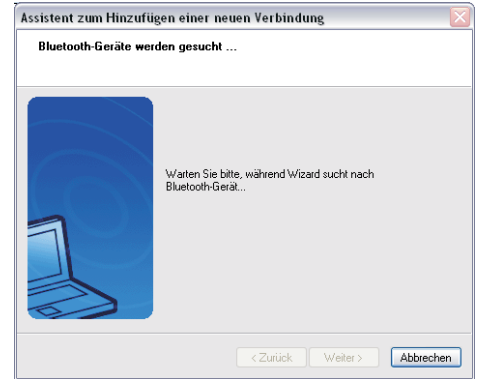 Assistent zum Hinzufügen einer neuen Verbindung
Bluetooth-Geräte werden gesucht ...
Warten Sie bitte, während Wizard sucht nach
Bluetooth-Gerät...
< Zurück Weiter > Abbrechen